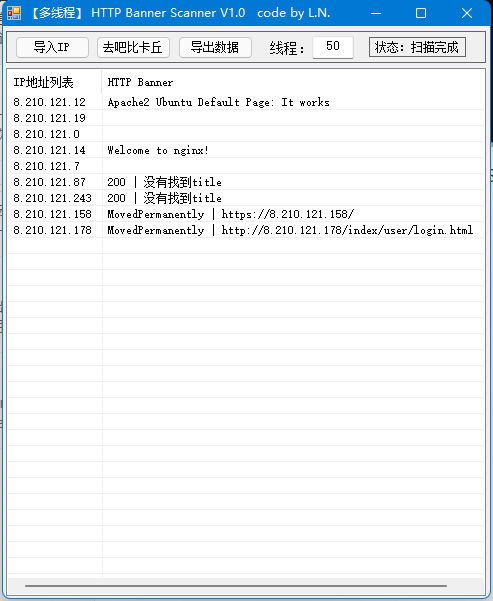 【多线程】 HTTP Banner Scanner V1.0 code by L.N.
导入IP 去吧比卡丘 导出数据 线程： 50 状态：扫描完成
IP地址列表 HTTP Banner
8.210.121.12 Apache2 Ubuntu Default Page: It works
8.210.121.19
8.210.121.0
8.210.121.14 Welcome to nginx!
8.210.121.7
8.210.121.87 200 | 没有找到title
8.210.121.243 200 | 没有找到title
8.210.121.158 MovedPermanently | https://8.210.121.158/
8.210.121.178 MovedPermanently | http://8.210.121.178/index/user/login.html